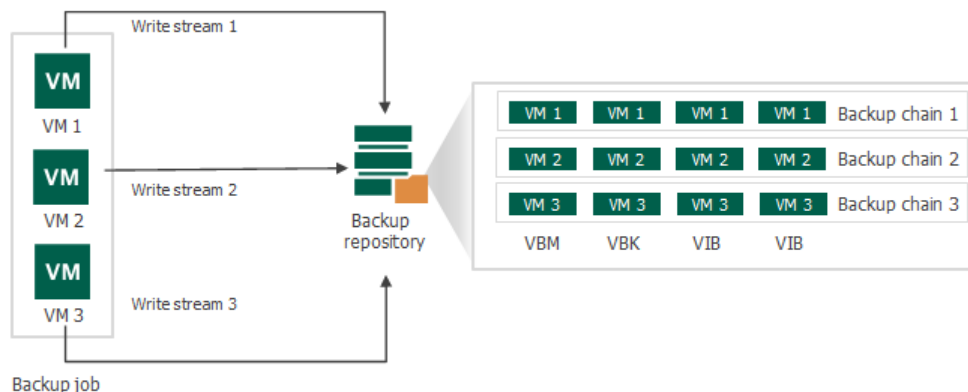 Write stream 1
VM
VM 1
VM
VM 2
Write stream 2
VM
VM 3
Write stream 3
Backup job
Backup
repository
VM 1 VM 1 VM 1 VM 1 Backup chain 1
VM 2 VM 2 VM 2 VM 2 Backup chain 2
VM 3 VM 3 VM 3 VM 3 Backup chain 3
VBM VBK VIB VIB